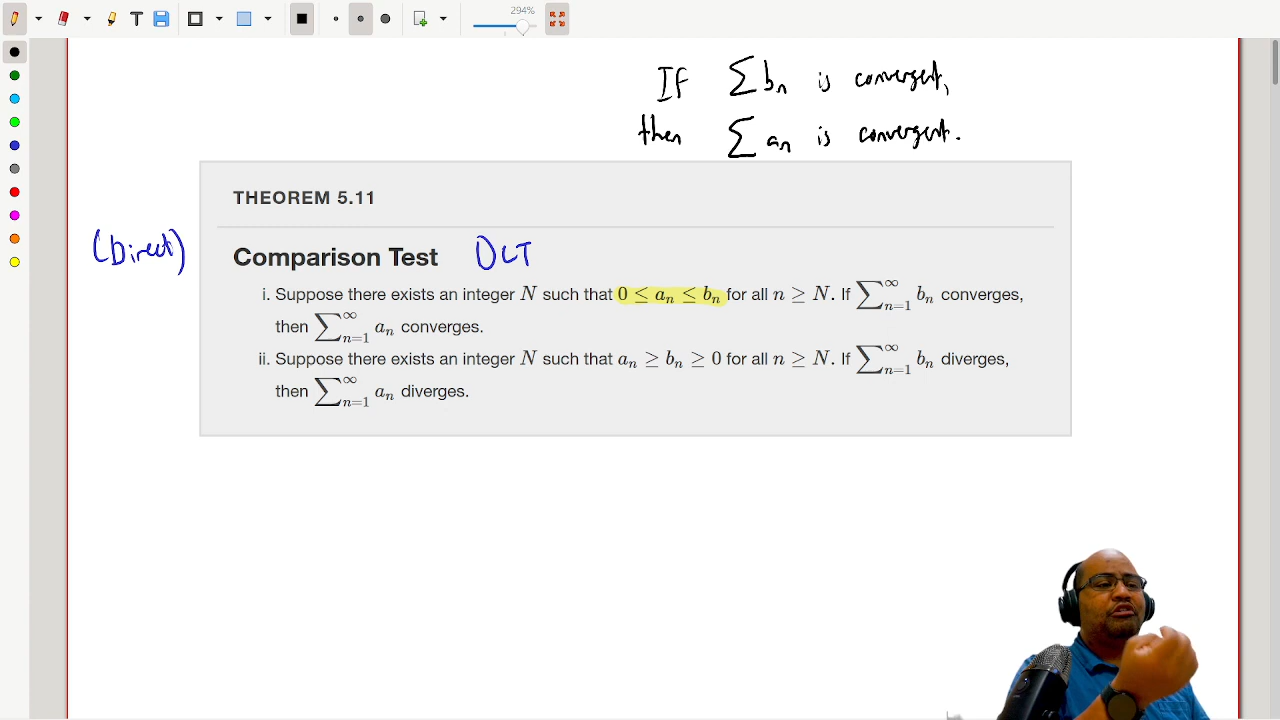 294%
If ∑ bn is convergent,
then ∑ an is convergent.
THEOREM 5.11
(Direct)
Comparison Test DCT
i. Suppose there exists an integer N such that 0 ≤ aₙ ≤ bₙ for all n ≥ N. If ∑ₙ₌₁^∞ bₙ converges,
then ∑ₙ₌₁^∞ aₙ converges.
ii. Suppose there exists an integer N such that aₙ ≥ bₙ ≥ 0 for all n ≥ N. If ∑ₙ₌₁^∞ bₙ diverges,
then ∑ₙ₌₁^∞ aₙ diverges.